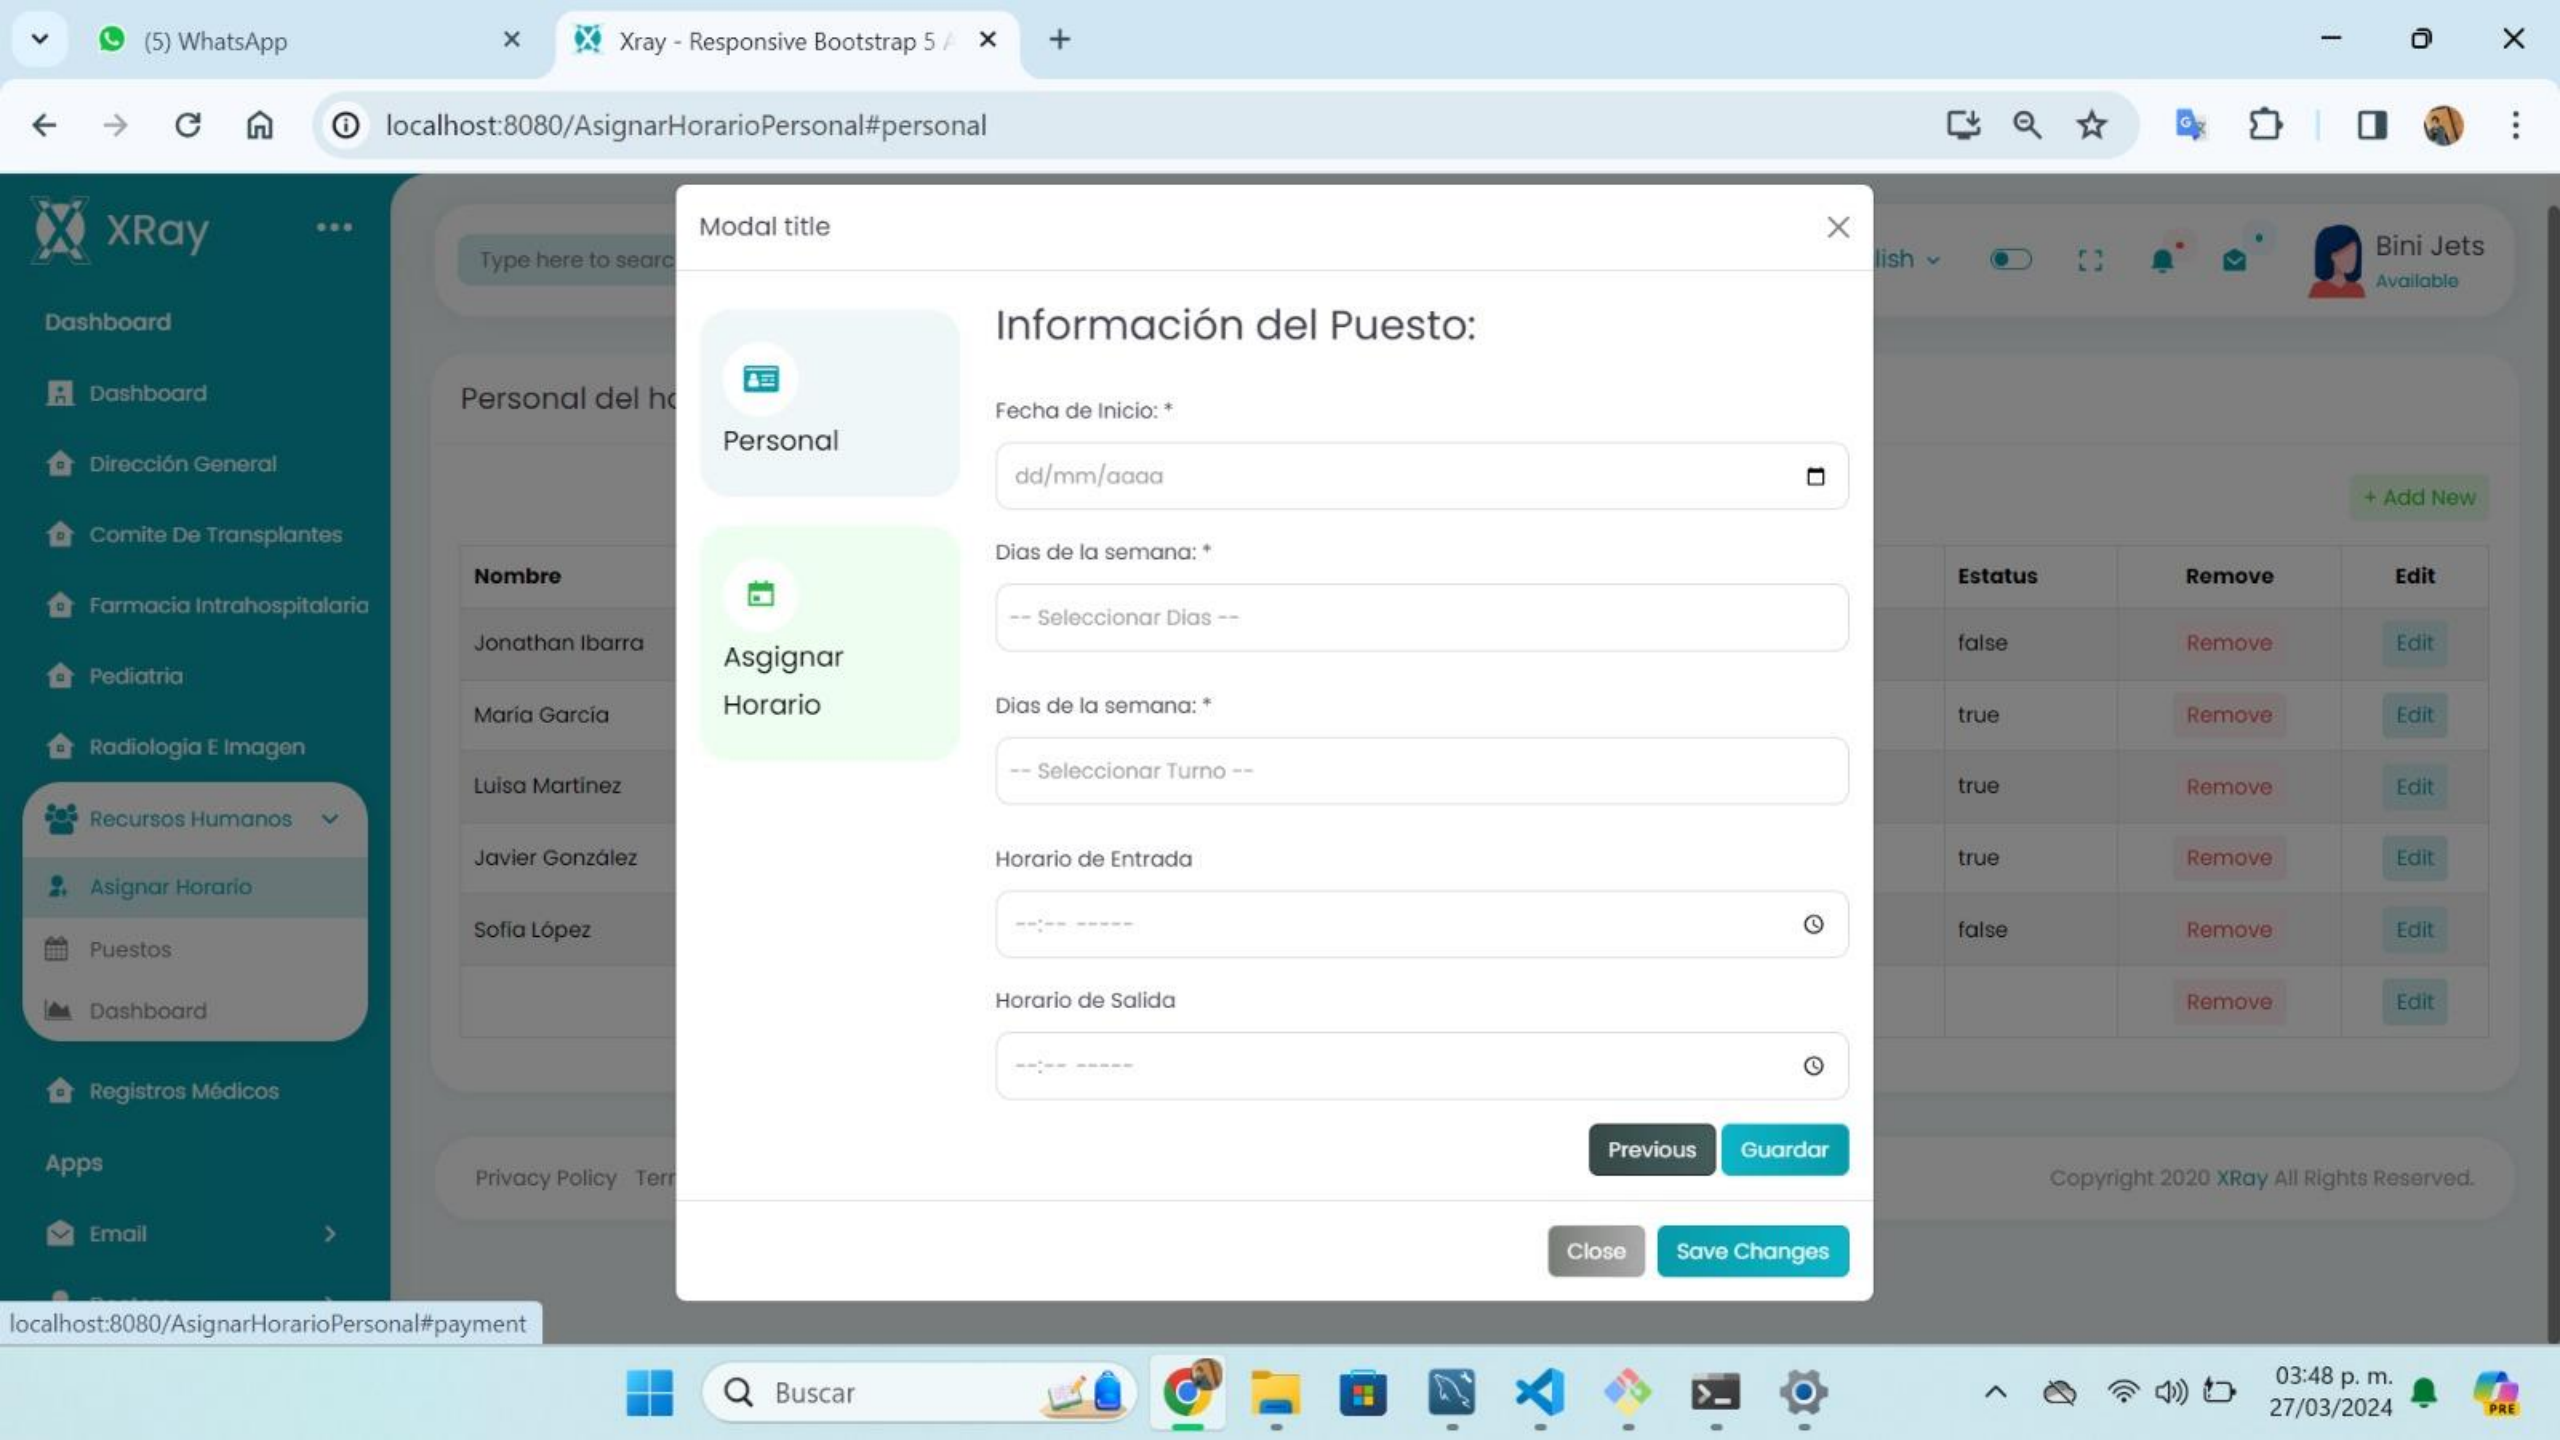 (5) WhatsApp
Xray - Responsive Bootstrap 5
localhost:8080/AsignarHorarioPersonal#personal
XRay
Type here to searc
lish
Bini Jets
Available
Dashboard
Dashboard
Dirección General
Comite De Transplantes
Farmacia Intrahospitalaria
Pediatria
Radiologia E Imagen
Recursos Humanos
Asignar Horario
Puestos
Dashboard
Registros Médicos
Apps
Email
Personal del ho
+ Add New
Nombre Estatus Remove Edit
Jonathan Ibarra false Remove Edit
María García true Remove Edit
Luisa Martinez true Remove Edit
Javier González true Remove Edit
Sofía López false Remove Edit
Remove Edit
Privacy Policy Terr
Copyright 2020 XRay All Rights Reserved.
Modal title
Personal
Asgignar
Horario
Información del Puesto:
Fecha de Inicio: *
dd/mm/aaaa
Dias de la semana: *
-- Seleccionar Dias --
Dias de la semana: *
-- Seleccionar Turno --
Horario de Entrada
--:-- -----
Horario de Salida
--:-- -----
Previous Guardar
Close Save Changes
localhost:8080/AsignarHorarioPersonal#payment
Buscar
03:48 p. m.
27/03/2024
PRE